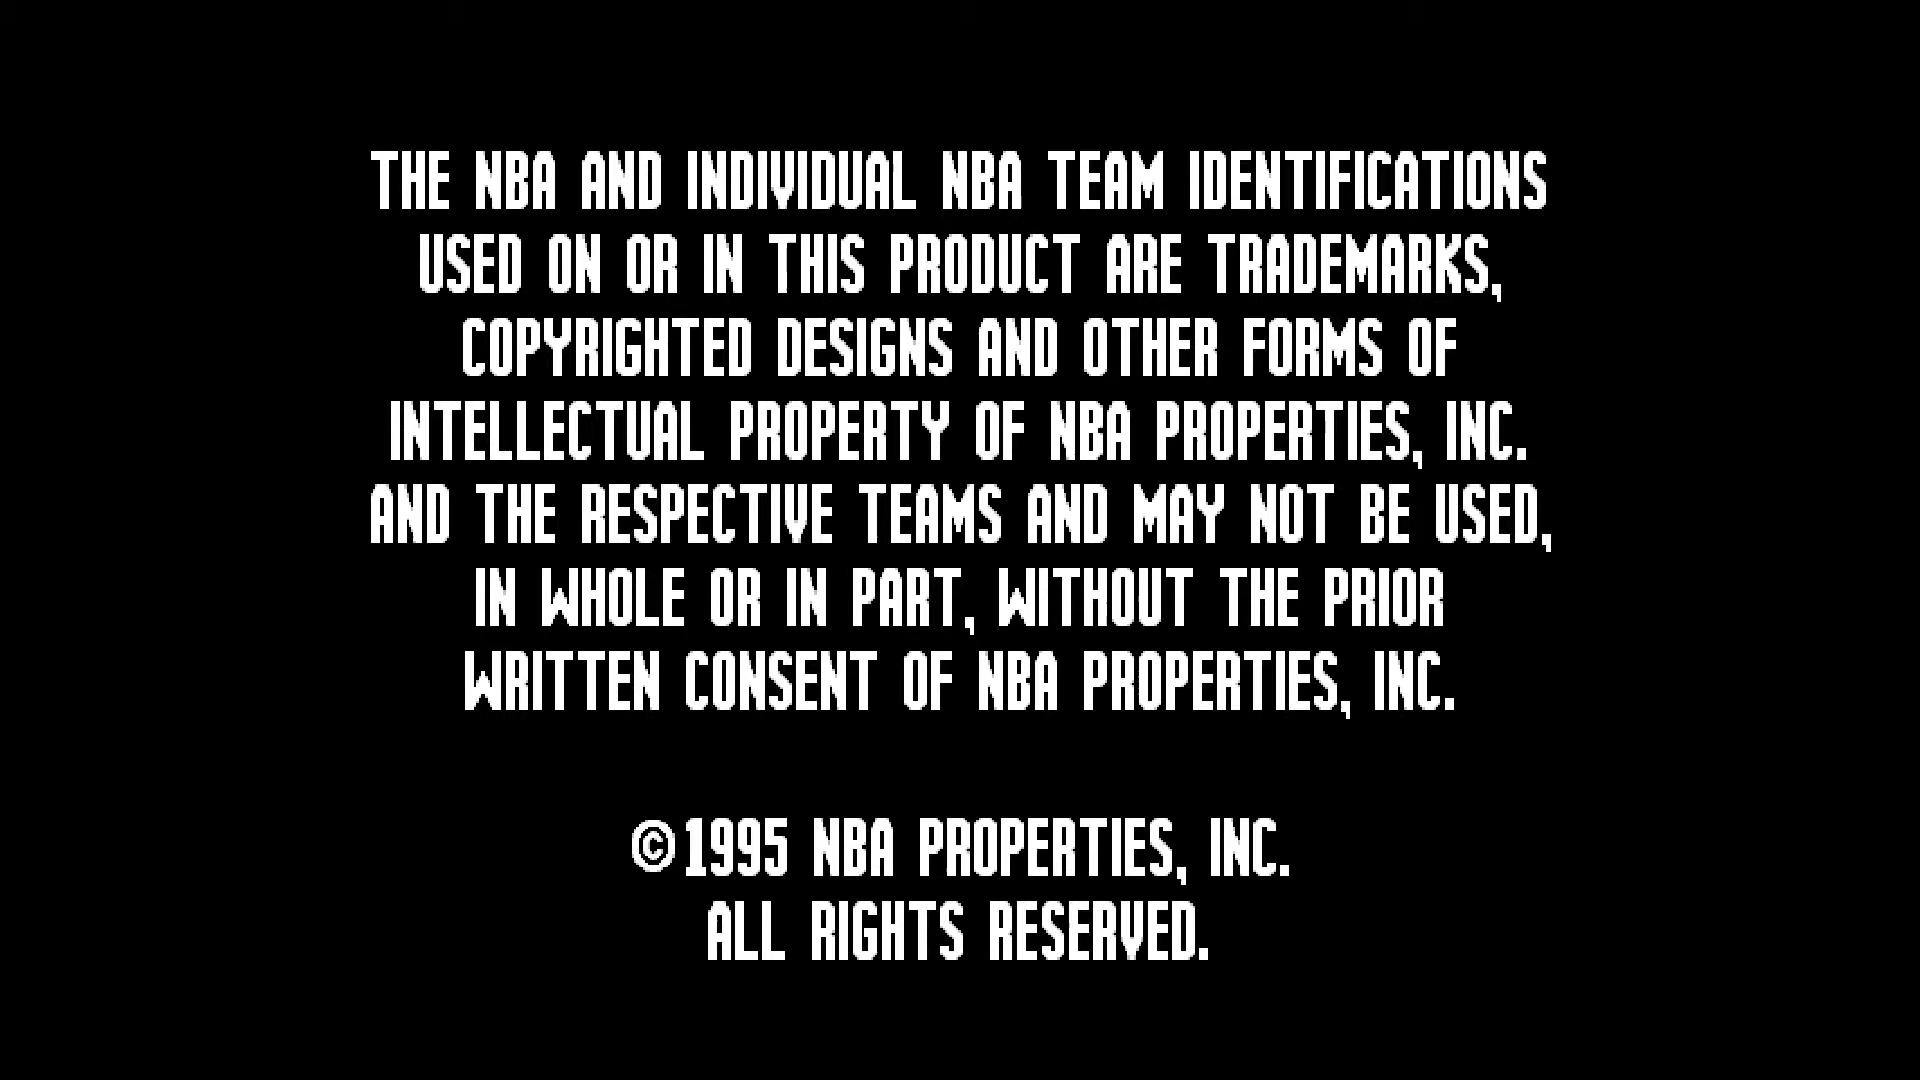 THE NBA AND INDIVIDUAL NBA TEAM IDENTIFICATIONS
USED ON OR IN THIS PRODUCT ARE TRADEMARKS,
COPYRIGHTED DESIGNS AND OTHER FORMS OF
INTELLECTUAL PROPERTY OF NBA PROPERTIES, INC.
AND THE RESPECTIVE TEAMS AND MAY NOT BE USED,
IN WHOLE OR IN PART, WITHOUT THE PRIOR
WRITTEN CONSENT OF NBA PROPERTIES, INC.
©1995 NBA PROPERTIES, INC.
ALL RIGHTS RESERVED.